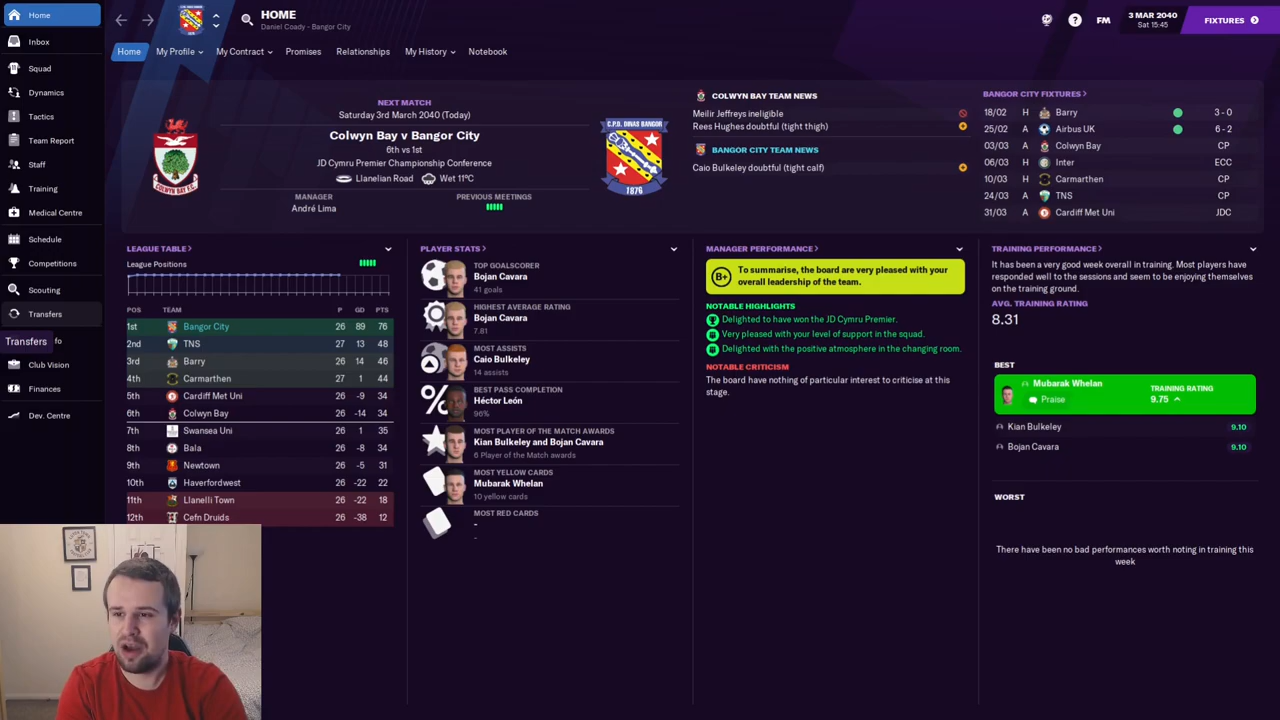 Home
HOME
Daniel Coady - Bangor City
FM
3 MAR 2040
Sat 15:45
FIXTURES
Inbox
Squad
Dynamics
Tactics
Team Report
Staff
Training
Medical Centre
Schedule
Competitions
Scouting
Transfers
Transfers
fo
Club Vision
Finances
Dev. Centre
Home
My Profile
My Contract
Promises
Relationships
My History
Notebook
NEXT MATCH
Saturday 3rd March 2040 (Today)
Colwyn Bay v Bangor City
6th vs 1st
JD Cymru Premier Championship Conference
Llanelian Road
Wet 11°C
MANAGER
André Lima
PREVIOUS MEETINGS
COLWYN BAY F.C.
C.P.D. DINAS BANGOR
1876
COLWYN BAY TEAM NEWS
Meilir Jeffreys ineligible
Rees Hughes doubtful (tight thigh)
BANGOR CITY TEAM NEWS
Caio Bulkeley doubtful (tight calf)
BANGOR CITY FIXTURES
18/02 H Barry 3 - 0
25/02 A Airbus UK 6 - 2
03/03 A Colwyn Bay CP
06/03 H Inter ECC
10/03 H Carmarthen CP
24/03 A TNS CP
31/03 A Cardiff Met Uni JDC
LEAGUE TABLE
League Positions
POS TEAM P GD PTS
1st Bangor City 26 89 76
2nd TNS 27 13 48
3rd Barry 26 14 46
4th Carmarthen 27 1 44
5th Cardiff Met Uni 26 -9 34
6th Colwyn Bay 26 -14 34
7th Swansea Uni 26 1 35
8th Bala 26 -8 34
9th Newtown 26 -5 31
10th Haverfordwest 26 -22 22
11th Llanelli Town 26 -22 18
12th Cefn Druids 26 -38 12
PLAYER STATS
TOP GOALSCORER
Bojan Cavara
41 goals
HIGHEST AVERAGE RATING
Bojan Cavara
7.81
MOST ASSISTS
Caio Bulkeley
14 assists
BEST PASS COMPLETION
Héctor León
96%
MOST PLAYER OF THE MATCH AWARDS
Kian Bulkeley and Bojan Cavara
6 Player of the Match awards
MOST YELLOW CARDS
Mubarak Whelan
10 yellow cards
MOST RED CARDS
-
-
MANAGER PERFORMANCE
B+
To summarise, the board are very pleased with your
overall leadership of the team.
NOTABLE HIGHLIGHTS
Delighted to have won the JD Cymru Premier.
Very pleased with your level of support in the squad.
Delighted with the positive atmosphere in the changing room.
NOTABLE CRITICISM
The board have nothing of particular interest to criticise at this
stage.
TRAINING PERFORMANCE
It has been a very good week overall in training. Most players have
responded well to the sessions and seem to be enjoying themselves
on the training ground.
AVG. TRAINING RATING
8.31
BEST
Mubarak Whelan
Praise
TRAINING RATING
9.75
Kian Bulkeley 9.10
Bojan Cavara 9.10
WORST
There have been no bad performances worth noting in training this
week